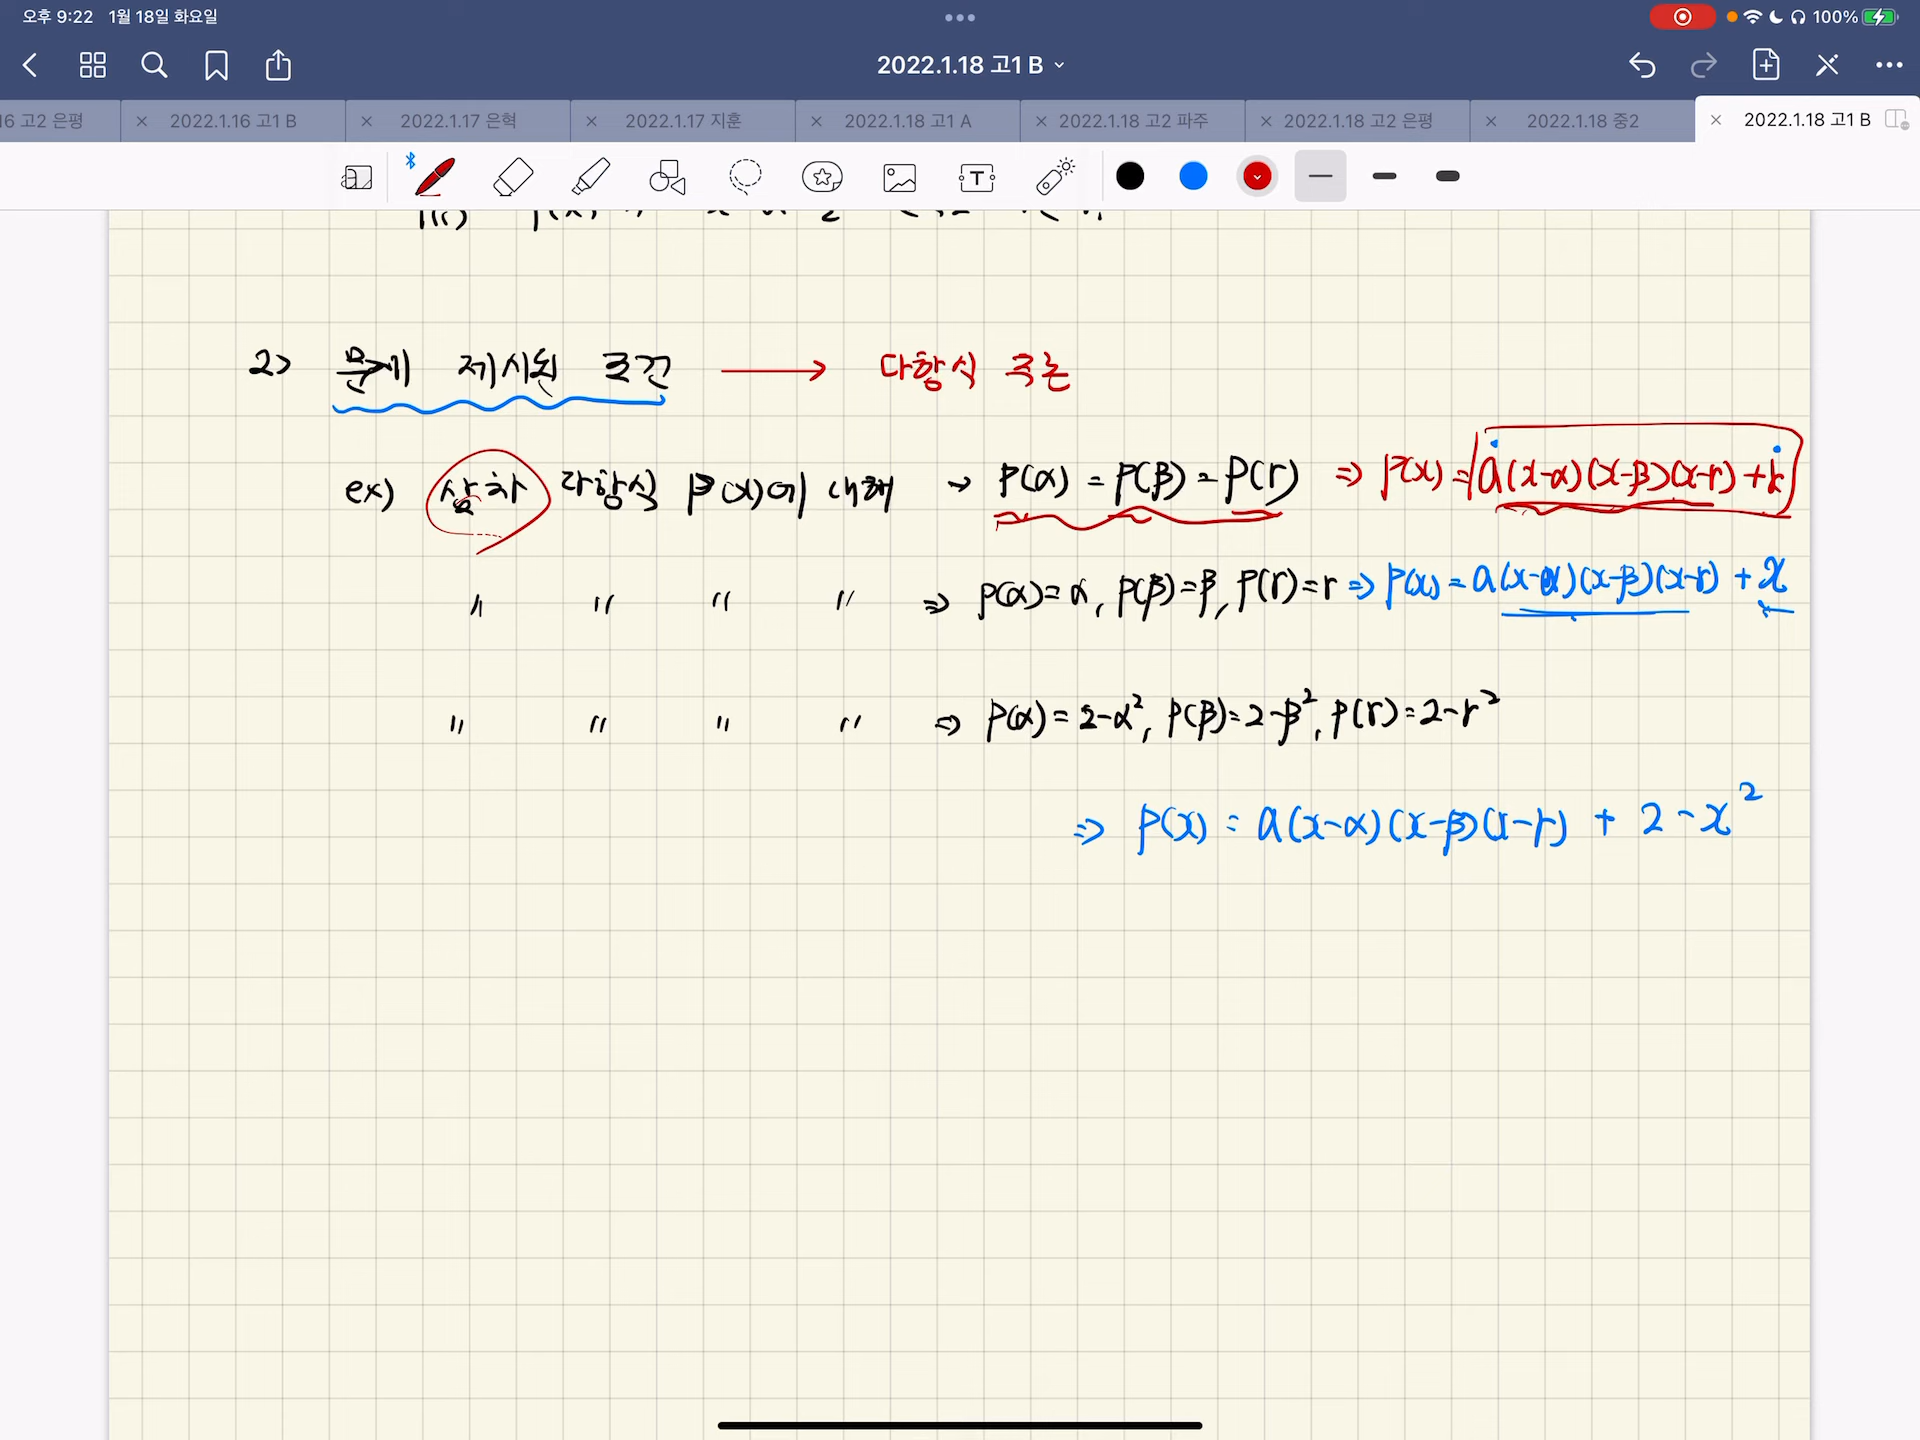 오후 9:22 1월 18일 화요일
100%
2022.1.18 고1 B
16 고2 은평
2022.1.16 고1 B
2022.1.17 은혁
2022.1.17 지훈
2022.1.18 고1 A
2022.1.18 고2 파주
2022.1.18 고2 은평
2022.1.18 중2
2022.1.18 고1 B
2> 문제 제시된 조건 → 다항식 추론
ex) 삼차 다항식 P(x)에 대해 → P(α) = P(β) = P(r) ⇒ P(x) = a(x-α)(x-β)(x-r) + k
" " " " ⇒ P(α)=α, P(β)=β, P(r)=r ⇒ P(x) = a(x-α)(x-β)(x-r) + x
" " " " ⇒ P(α) = 2-α², P(β) = 2-β², P(r) = 2-r²
⇒ P(x) = a(x-α)(x-β)(x-r) + 2 - x²